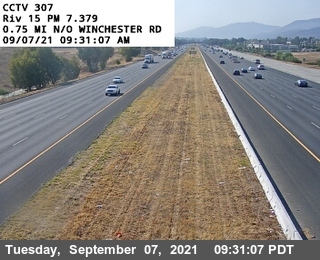 CCTV 307
Riv 15 PM 7.379
0.75 MI N/O WINCHESTER RD
09/07/21 09:31:07 AM
Tuesday, September 07, 2021 09:31:07 PDT